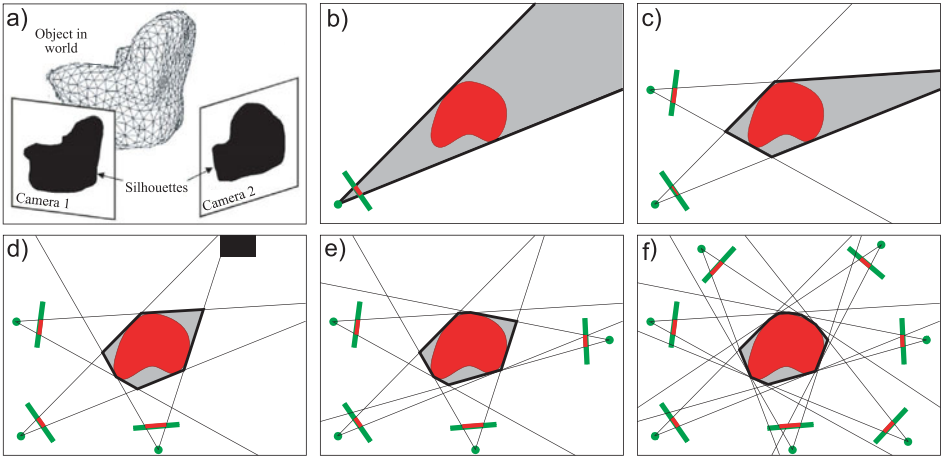 a)
Object in
world
Silhouettes
Camera 1
Camera 2
b)
c)
d)
e)
f)